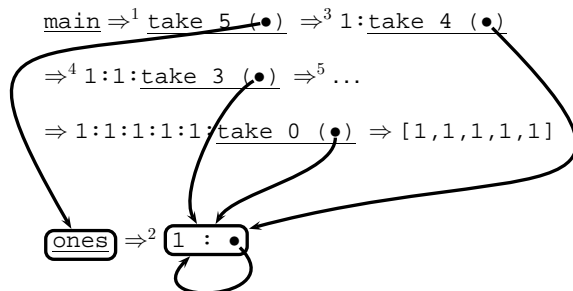 main ⇒¹ take 5 (•) ⇒³ 1:take 4 (•)
⇒⁴ 1:1:take 3 (•) ⇒⁵ ...
⇒ 1:1:1:1:1:take 0 (•) ⇒ [1,1,1,1,1]
ones ⇒² 1 : •